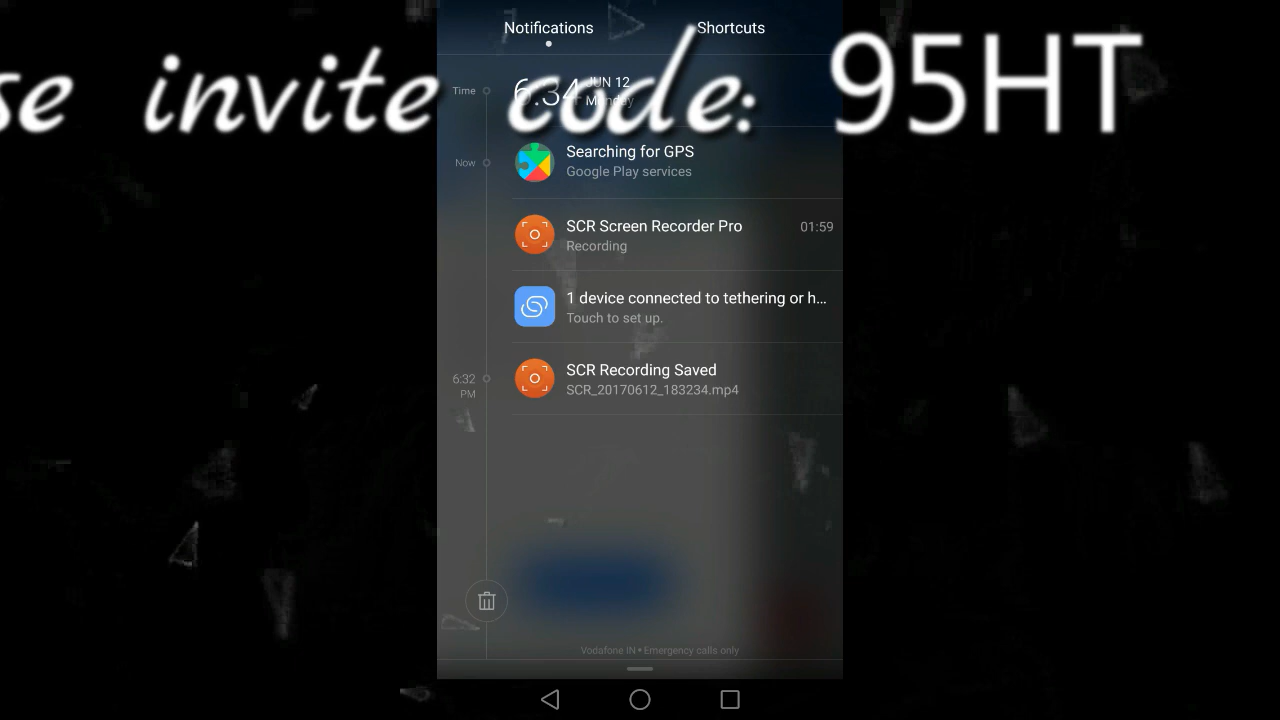 Notifications Shortcuts
se invite code: 95HT
Time 6:34 JUN 12
Monday
Now Searching for GPS
Google Play services
SCR Screen Recorder Pro 01:59
Recording
1 device connected to tethering or h...
Touch to set up.
6:32 SCR Recording Saved
PM SCR_20170612_183234.mp4
Vodafone IN • Emergency calls only